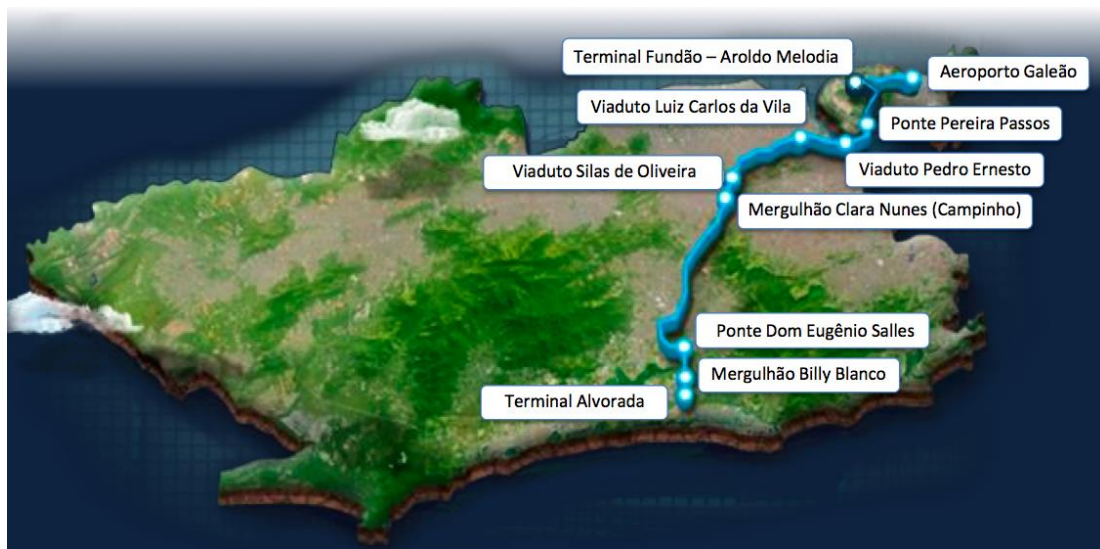 Terminal Fundão – Aroldo Melodia
Aeroporto Galeão
Viaduto Luiz Carlos da Vila
Ponte Pereira Passos
Viaduto Silas de Oliveira
Viaduto Pedro Ernesto
Mergulhão Clara Nunes (Campinho)
Ponte Dom Eugênio Salles
Mergulhão Billy Blanco
Terminal Alvorada